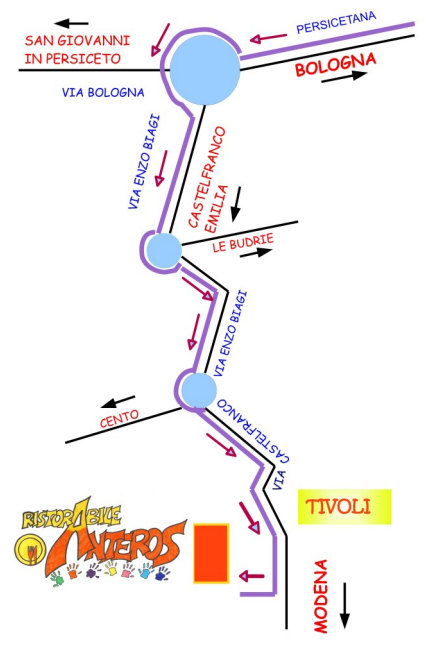 PERSICETANA
SAN GIOVANNI
IN PERSICETO
BOLOGNA
VIA BOLOGNA
VIA ENZO BIAGI
CASTELFRANCO
EMILIA
LE BUDRIE
VIA ENZO BIAGI
CENTO
VIA CASTELFRANCO
TIVOLI
RISTORABILE
ANTEROS
MODENA